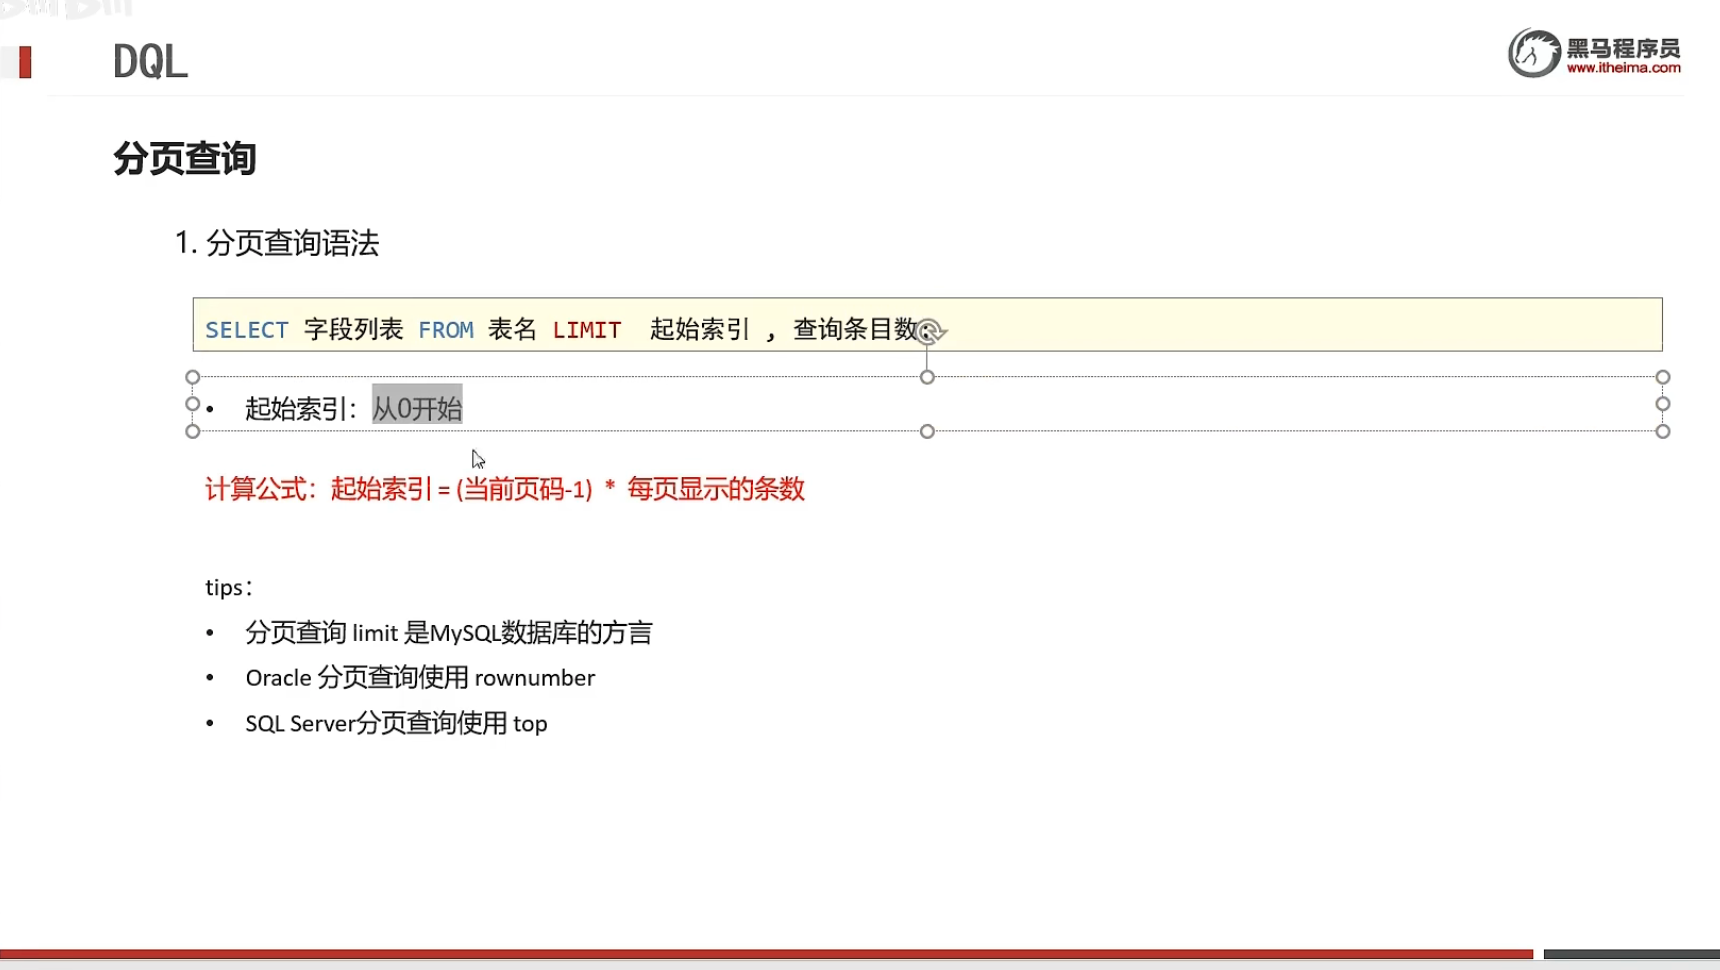 DQL
黑马程序员
www.itheima.com
分页查询
1. 分页查询语法
SELECT 字段列表 FROM 表名 LIMIT 起始索引 , 查询条目数
• 起始索引：从0开始
计算公式：起始索引 = (当前页码-1) * 每页显示的条数
tips：
• 分页查询 limit 是MySQL数据库的方言
• Oracle 分页查询使用 rownumber
• SQL Server分页查询使用 top